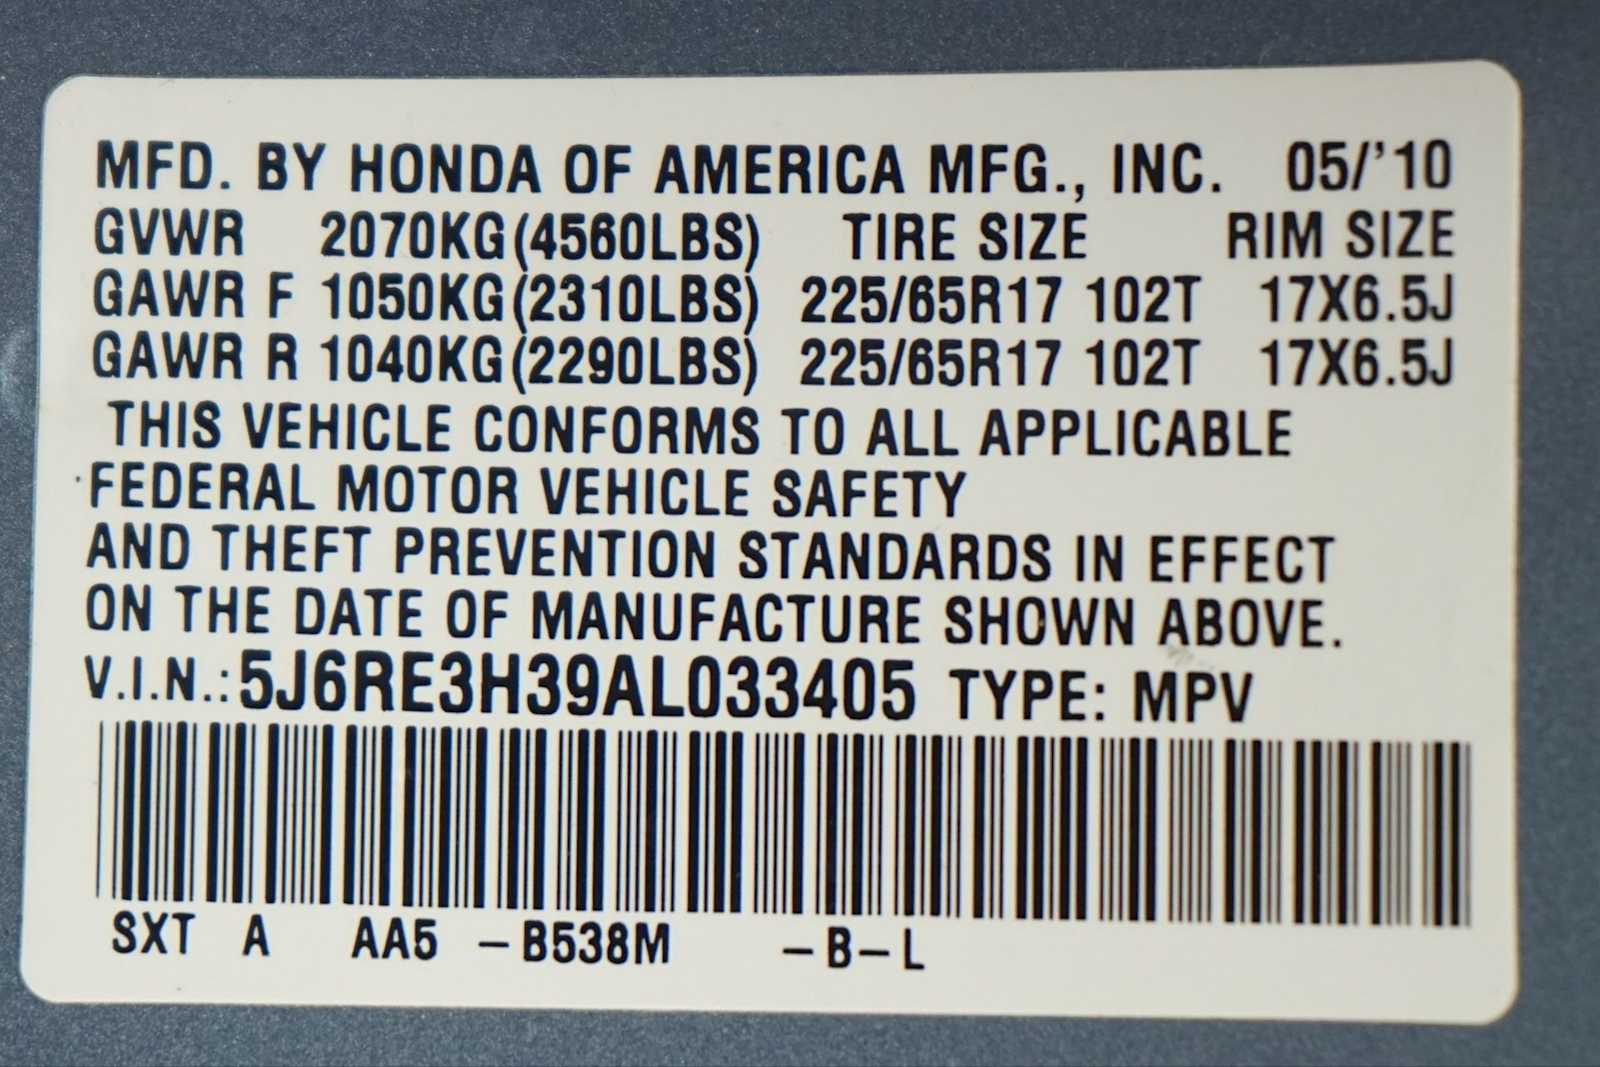 MFD. BY HONDA OF AMERICA MFG., INC. 05/'10
GVWR 2070KG(4560LBS) TIRE SIZE RIM SIZE
GAWR F 1050KG(2310LBS) 225/65R17 102T 17X6.5J
GAWR R 1040KG(2290LBS) 225/65R17 102T 17X6.5J
THIS VEHICLE CONFORMS TO ALL APPLICABLE
FEDERAL MOTOR VEHICLE SAFETY
AND THEFT PREVENTION STANDARDS IN EFFECT
ON THE DATE OF MANUFACTURE SHOWN ABOVE.
V.I.N.:5J6RE3H39AL033405 TYPE: MPV
SXT A AA5 -B538M -B-L